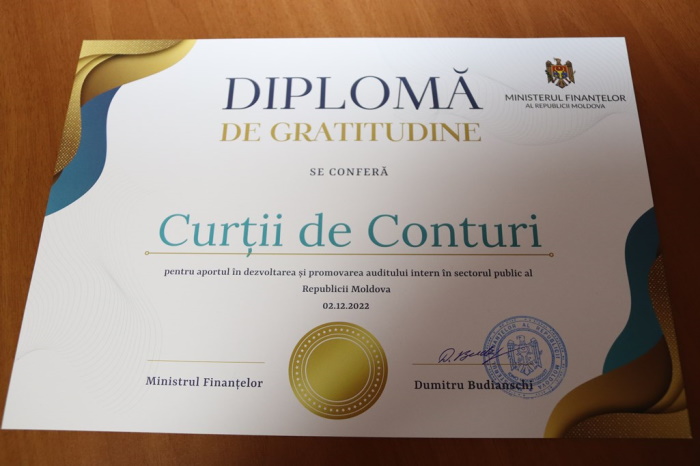 DIPLOMĂ
DE GRATITUDINE
MINISTERUL FINANȚELOR
AL REPUBLICII MOLDOVA
SE CONFERĂ
Curții de Conturi
pentru aportul în dezvoltarea și promovarea auditului intern în sectorul public al
Republicii Moldova
02.12.2022
Ministrul Finanțelor
Dumitru Budianschi